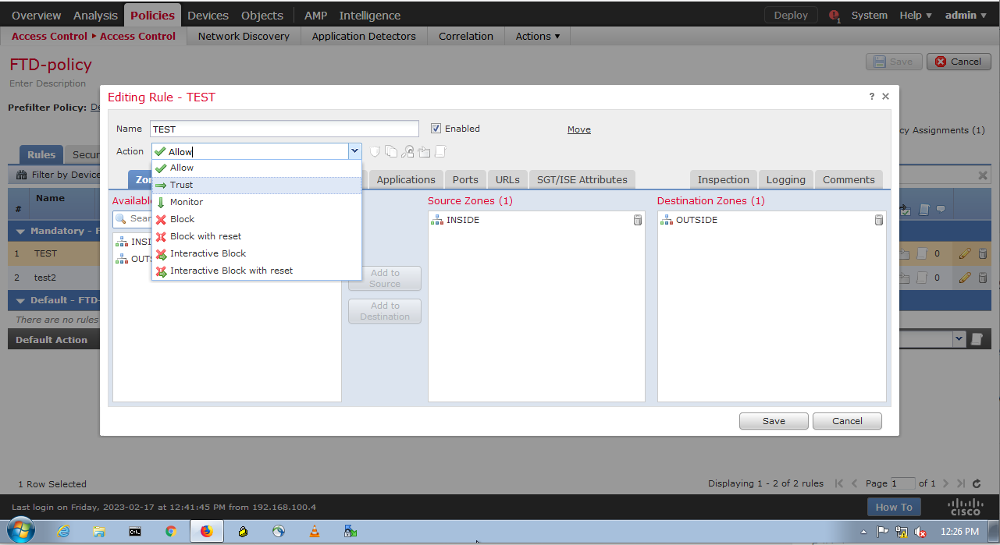 Overview Analysis Policies Devices Objects AMP Intelligence Deploy 1 System Help ▼ admin ▼
Access Control ▸ Access Control Network Discovery Application Detectors Correlation Actions ▼
FTD-policy Save Cancel
Enter Description
Prefilter Policy:
Editing Rule - TEST ? ×
Name TEST Enabled Move
cy Assignments (1)
Action Allow
Rules Secur
Allow
Trust
Monitor
Block
Block with reset
Interactive Block
Interactive Block with reset
Filter by Device
Zon Applications Ports URLs SGT/ISE Attributes Inspection Logging Comments
# Name
Available Source Zones (1) Destination Zones (1)
Sear INSIDE OUTSIDE
Mandatory - F
INSI
OUTS
1 TEST 0
2 test2 0
Add to Source
Add to Destination
Default - FTD-
There are no rules
Default Action
Save Cancel
1 Row Selected Displaying 1 - 2 of 2 rules Page 1 of 1
Last login on Friday, 2023-02-17 at 12:41:45 PM from 192.168.100.4 How To CISCO
12:26 PM